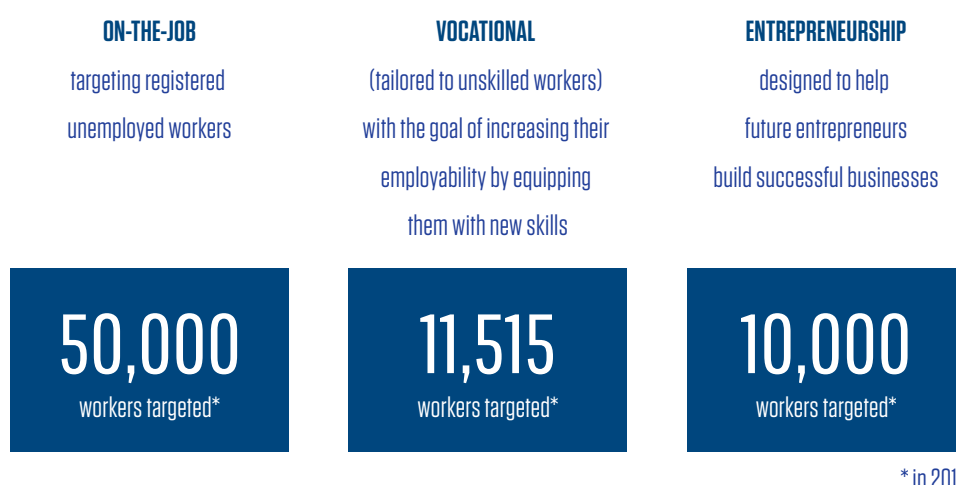 ON-THE-JOB
targeting registered
unemployed workers
VOCATIONAL
(tailored to unskilled workers)
with the goal of increasing their
employability by equipping
them with new skills
ENTREPRENEURSHIP
designed to help
future entrepreneurs
build successful businesses
50,000
workers targeted*
11,515
workers targeted*
10,000
workers targeted*
* in 201